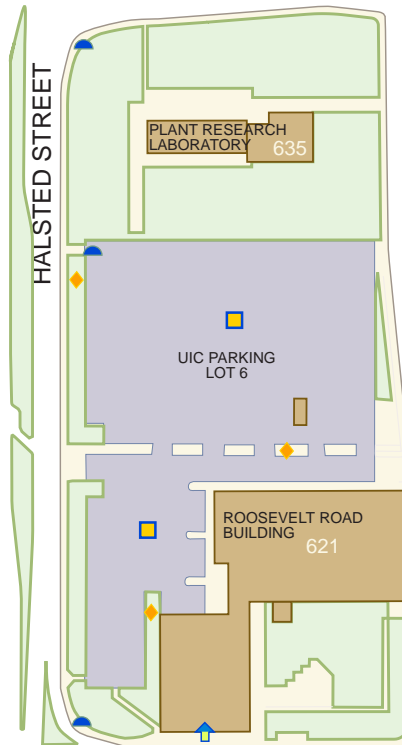 HALSTED STREET
PLANT RESEARCH
LABORATORY
635
UIC PARKING
LOT 6
ROOSEVELT ROAD
BUILDING
621